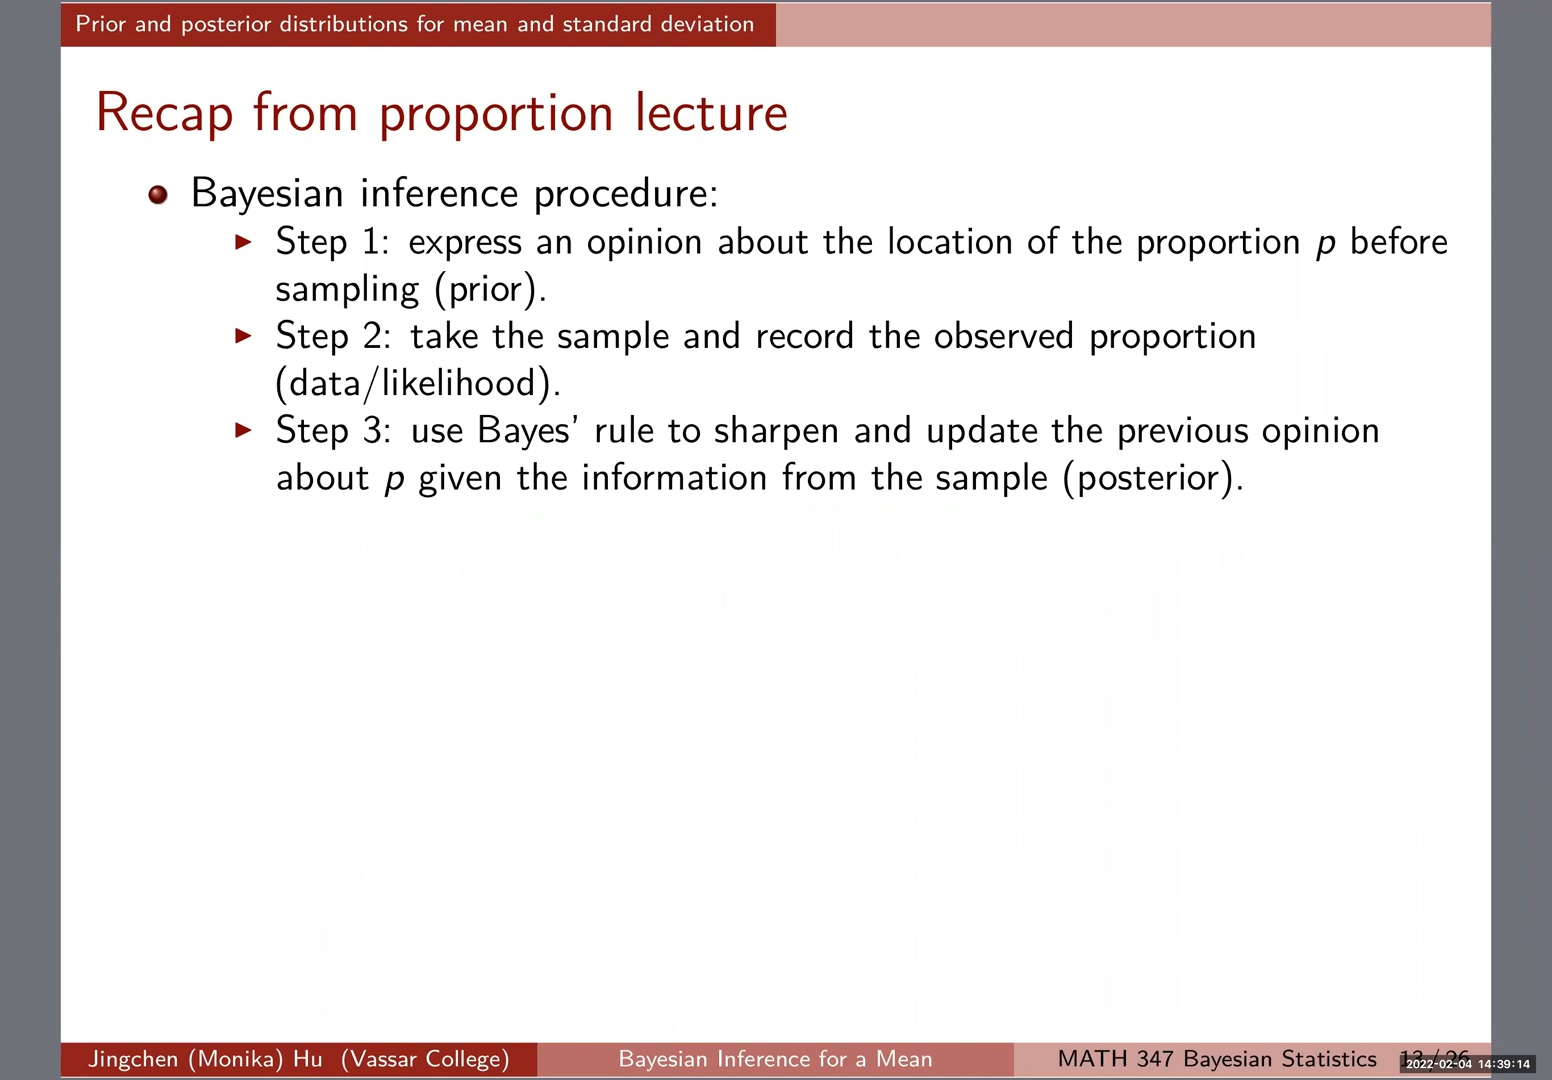 Prior and posterior distributions for mean and standard deviation
Recap from proportion lecture
Bayesian inference procedure:
Step 1: express an opinion about the location of the proportion p before
sampling (prior).
Step 2: take the sample and record the observed proportion
(data/likelihood).
Step 3: use Bayes' rule to sharpen and update the previous opinion
about p given the information from the sample (posterior).
Jingchen (Monika) Hu (Vassar College)
Bayesian Inference for a Mean
MATH 347 Bayesian Statistics
2022-02-04 14:39:14